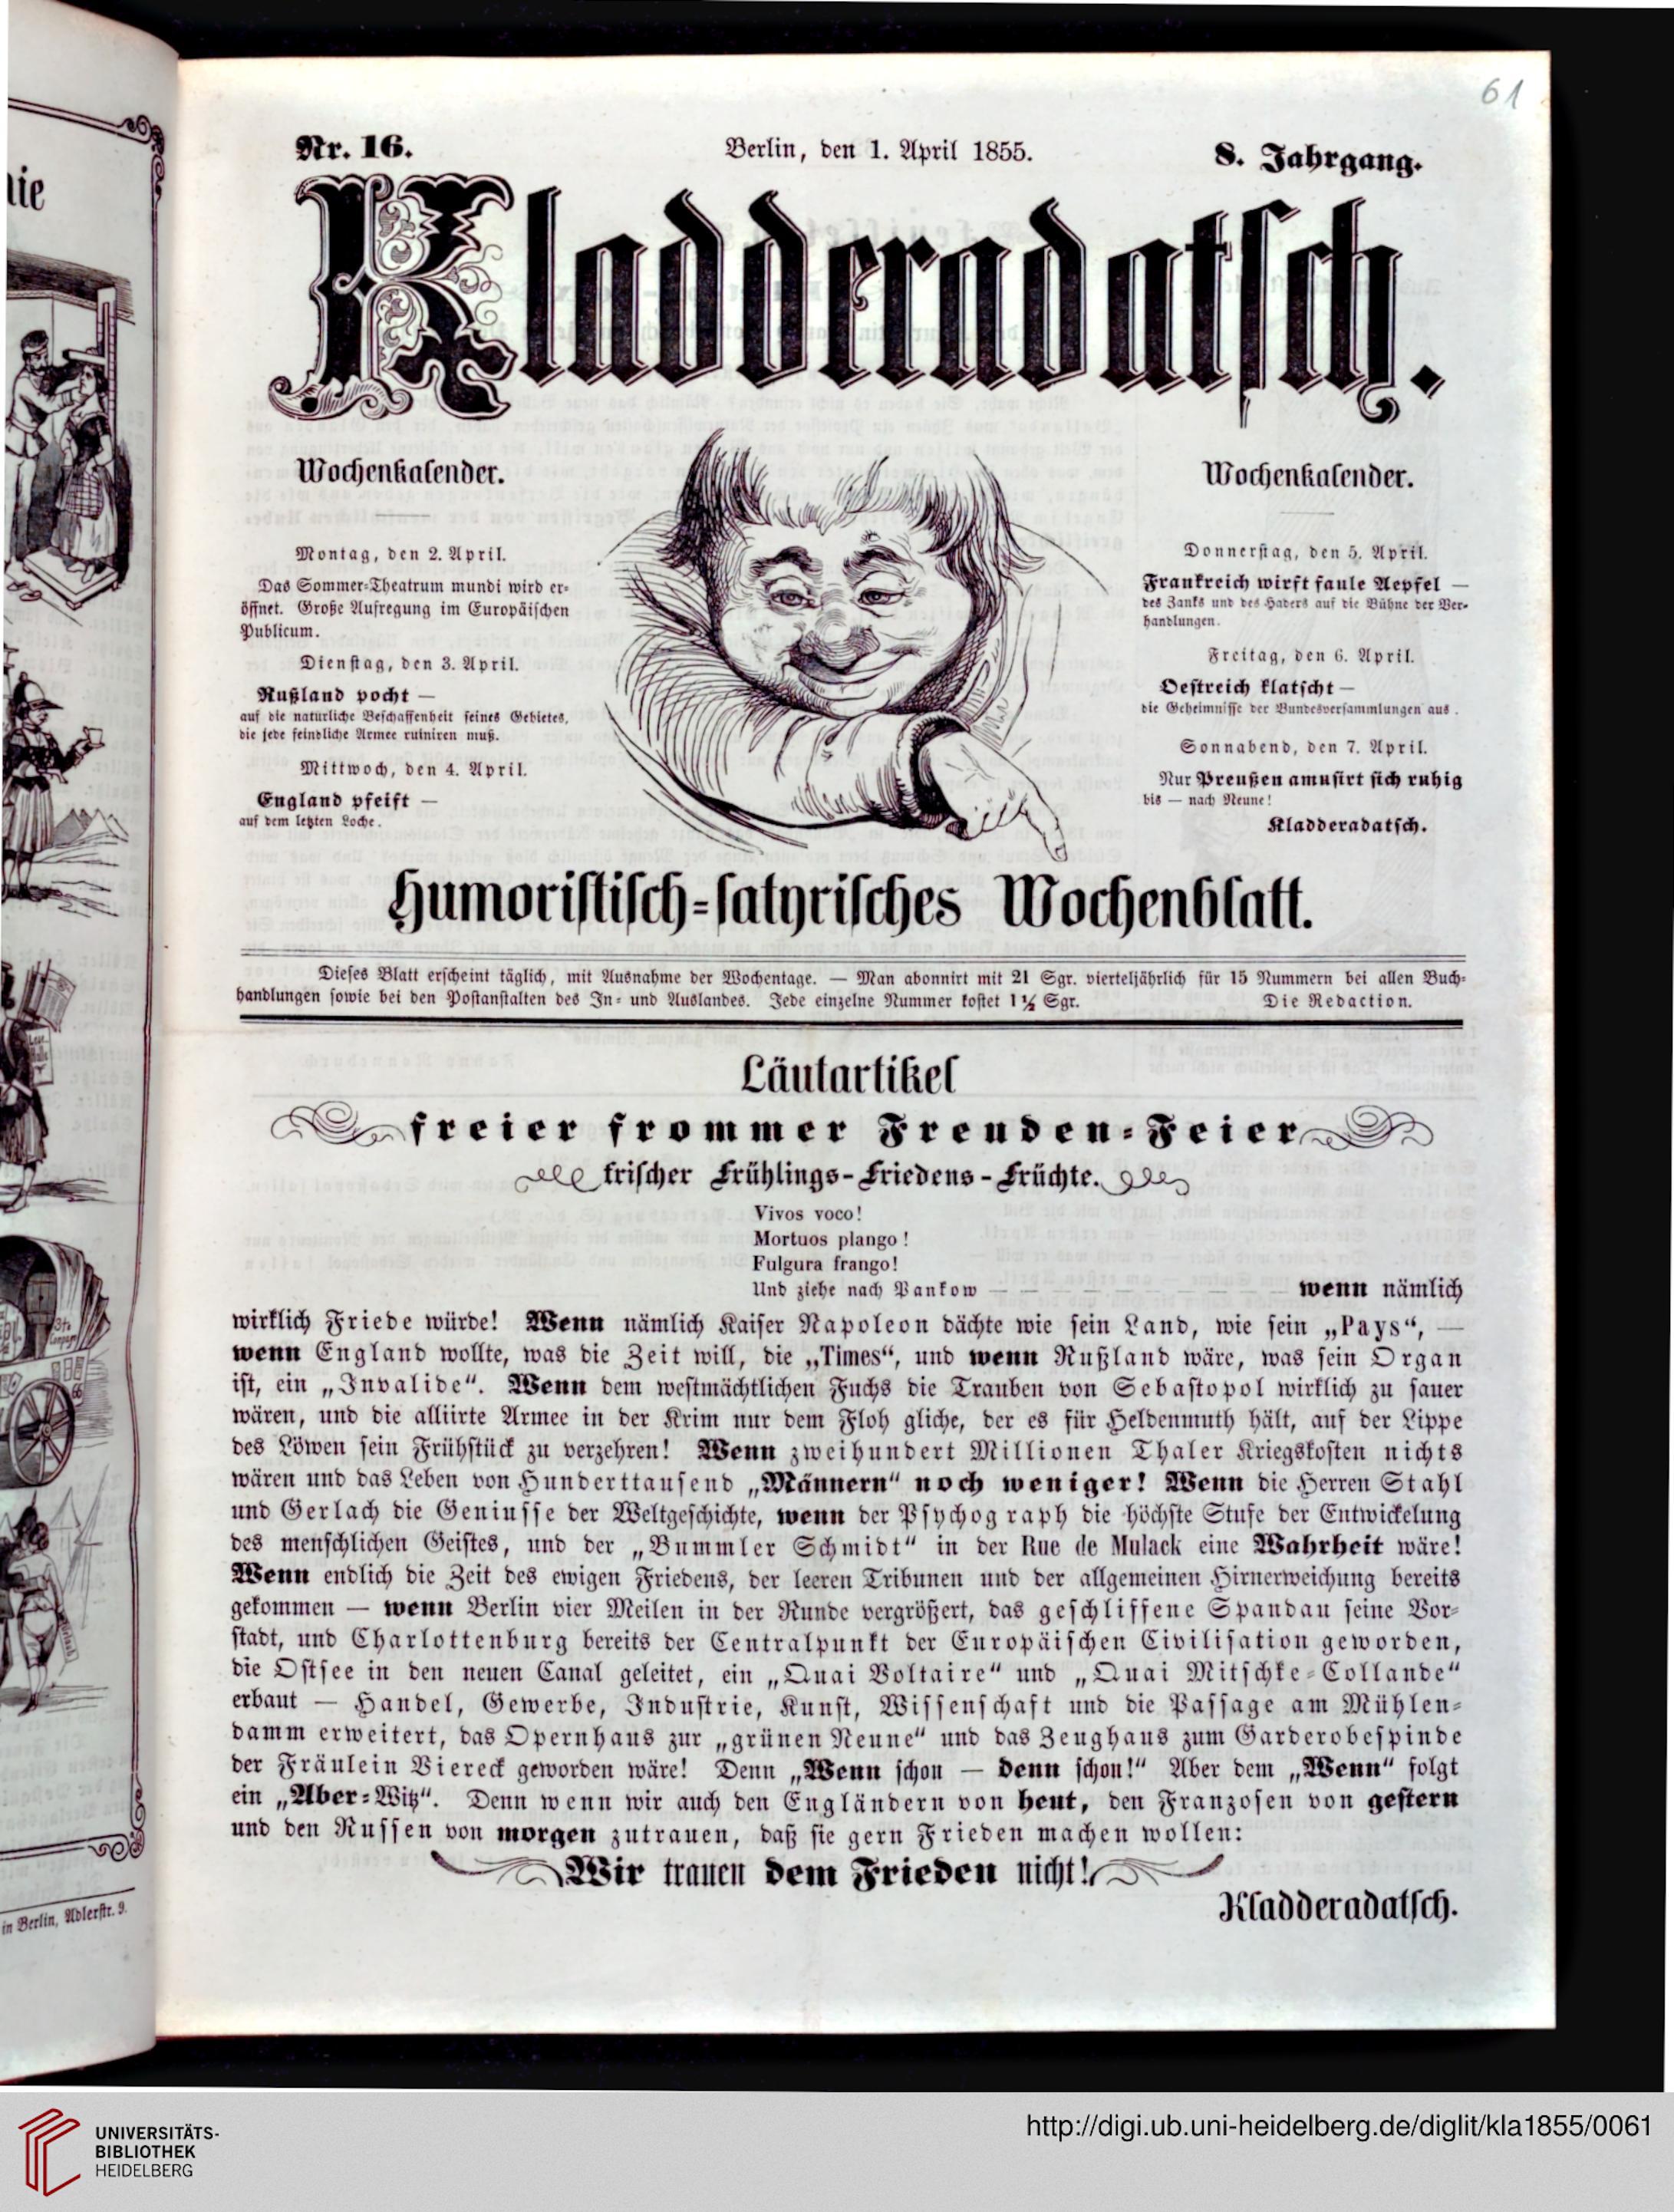 61
Nr. 16.
Berlin, den 1. April 1855.
8. Jahrgang.
Kladderadatsch.
Wochenkalender.
Montag, den 2. April.
Das Sommer-Theatrum mundi wird er-
öffnet. Große Aufregung im Europäischen
Publicum.
Dienstag, den 3. April.
Rußland pocht —
auf die natürliche Beschaffenheit seines Gebietes,
die jede feindliche Armee ruiniren muß.
Mittwoch, den 4. April.
England pfeift —
auf dem letzten Loche.
Wochenkalender.
Donnerstag, den 5. April.
Frankreich wirft faule Aepfel —
des Zanks und des Haders auf die Bühne der Ver-
handlungen.
Freitag, den 6. April.
Oestreich klatscht —
die Geheimnisse der Bundesversammlungen aus.
Sonnabend, den 7. April.
Nur Preußen amusirt sich ruhig
bis — nach Neune!
Kladderadatsch.
Humoristisch-satyrisches Wochenblatt.
Dieses Blatt erscheint täglich, mit Ausnahme der Wochentage. — Man abonnirt mit 21 Sgr. vierteljährlich für 15 Nummern bei allen Buch-
handlungen sowie bei den Postanstalten des In- und Auslandes. Jede einzelne Nummer kostet 1½ Sgr. Die Redaction.
Läutartikel
freier frommer Freuden-Feier
frischer Frühlings-Friedens-Früchte.
Vivos voco!
Mortuos plango!
Fulgura frango!
Und ziehe nach Pankow — — — — — — — — — — wenn nämlich
wirklich Friede würde! Wenn nämlich Kaiser Napoleon dächte wie sein Land, wie sein „Pays“, —
wenn England wollte, was die Zeit will, die „Times“, und wenn Rußland wäre, was sein Organ
ist, ein „Invalide“. Wenn dem westmächtlichen Fuchs die Trauben von Sebastopol wirklich zu sauer
wären, und die alliirte Armee in der Krim nur dem Floh gliche, der es für Heldenmuth hält, auf der Lippe
des Löwen sein Frühstück zu verzehren! Wenn zweihundert Millionen Thaler Kriegskosten nichts
wären und das Leben von Hunderttausend „Männern“ noch weniger! Wenn die Herren Stahl
und Gerlach die Geniusse der Weltgeschichte, wenn der Psychograph die höchste Stufe der Entwickelung
des menschlichen Geistes, und der „Bummler Schmidt“ in der Rue de Mulack eine Wahrheit wäre!
Wenn endlich die Zeit des ewigen Friedens, der leeren Tribunen und der allgemeinen Hirnerweichung bereits
gekommen — wenn Berlin vier Meilen in der Runde vergrößert, das geschliffene Spandau seine Vor-
stadt, und Charlottenburg bereits der Centralpunkt der Europäischen Civilisation geworden,
die Ostsee in den neuen Canal geleitet, ein „Quai Voltaire“ und „Quai Mitschke-Collande“
erbaut — Handel, Gewerbe, Industrie, Kunst, Wissenschaft und die Passage am Mühlen-
damm erweitert, das Opernhaus zur „grünen Neune“ und das Zeughaus zum Garderobespinde
der Fräulein Viereck geworden wäre! Denn „Wenn schon — denn schon!“ Aber dem „Wenn“ folgt
ein „Aber-Witz“. Denn wenn wir auch den Engländern von heut, den Franzosen von gestern
und den Russen von morgen zutrauen, daß sie gern Frieden machen wollen:
Wir trauen dem Frieden nicht!
Kladderadatsch.
in Berlin, Adlerstr. 9.
UNIVERSITÄTS-
BIBLIOTHEK
HEIDELBERG
http://digi.ub.uni-heidelberg.de/diglit/kla1855/0061